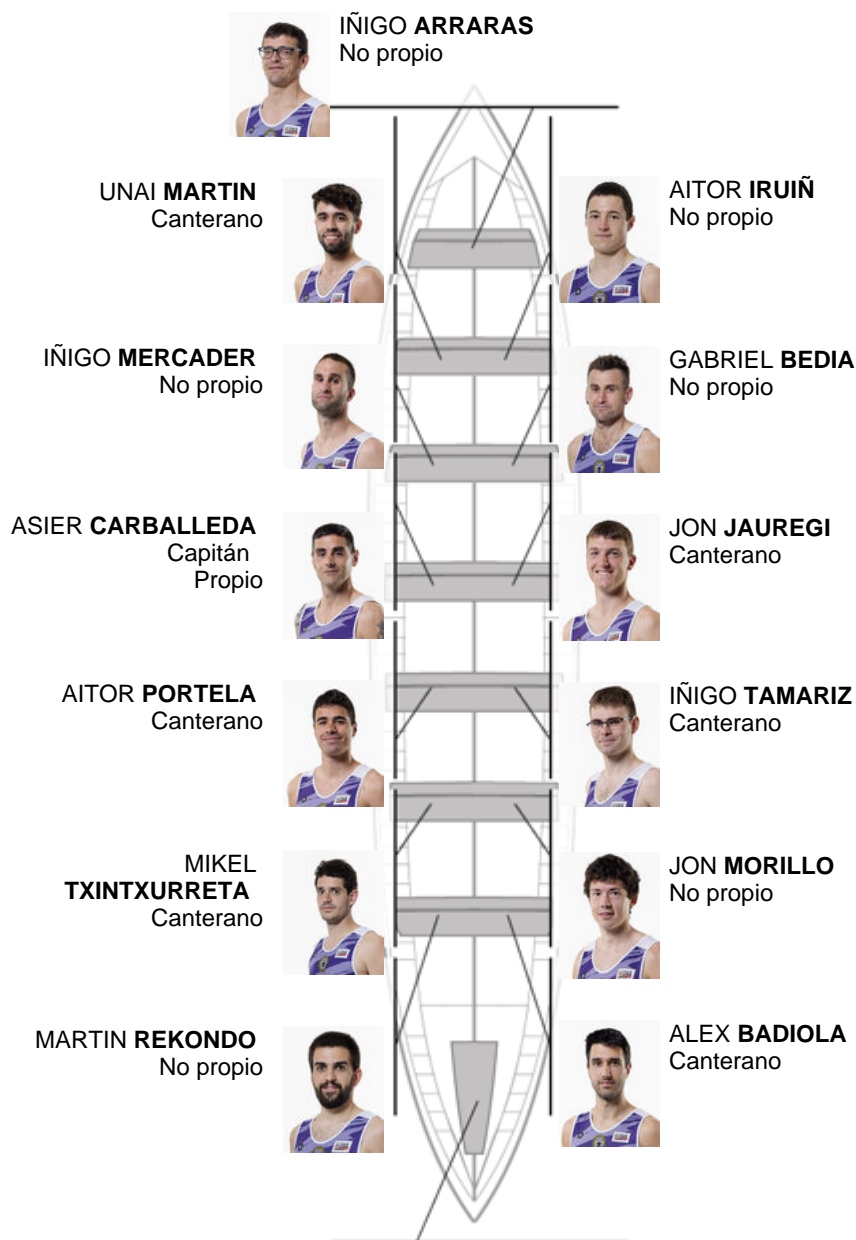 IÑIGO ARRARAS
No propio
UNAI MARTIN
Canterano
AITOR IRUIÑ
No propio
IÑIGO MERCADER
No propio
GABRIEL BEDIA
No propio
ASIER CARBALLEDA
Capitán
Propio
JON JAUREGI
Canterano
AITOR PORTELA
Canterano
IÑIGO TAMARIZ
Canterano
MIKEL
TXINTXURRETA
Canterano
JON MORILLO
No propio
MARTIN REKONDO
No propio
ALEX BADIOLA
Canterano